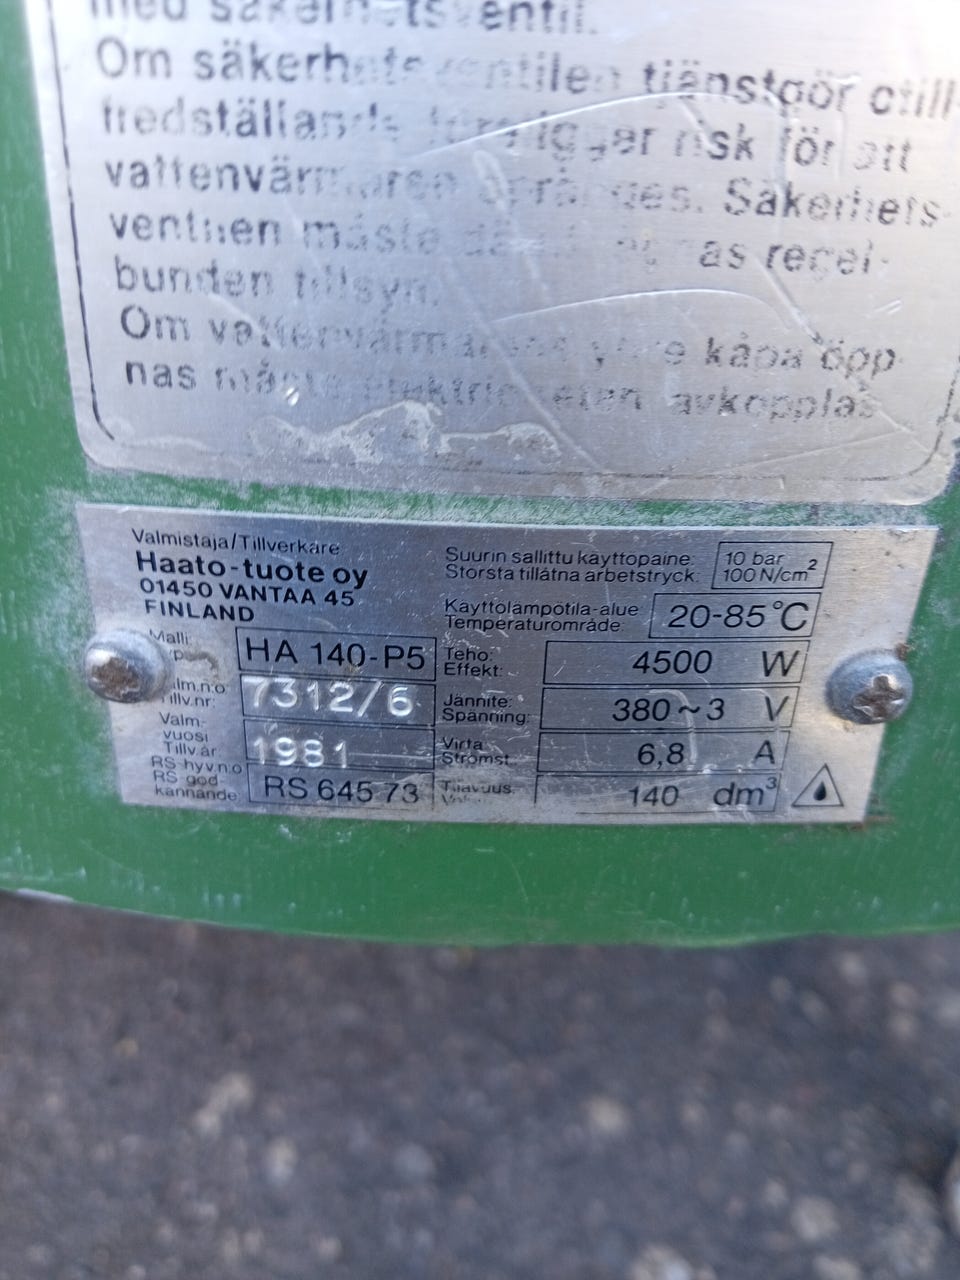 med säkerhetsventil.
Om säkerhetsventilen tjänstgör otill-
fredställande föreligger risk för att
vattenvärmaren spränges. Säkerhets-
ventilen måste regel-
bunden tillsyn.
Om vattenvärmarens yttre kåpa öpp
nas måste elektriciteten avkopplas
Valmistaja/Tillverkare
Haato-tuote oy
01450 VANTAA 45
FINLAND
Malli:
HA 140-P5
7312/6
Valm-
vuosi
Tillv.år:
1981
RS-hyv.n:o
RS-god-
kännande:
RS 645 73
Suurin sallittu käyttöpaine:
Största tillåtna arbetstryck:
10 bar
100 N/cm²
Käyttölämpötila-alue:
Temperaturområde:
20-85°C
Teho:
Effekt:
4500 W
Jännite:
Spänning:
380~3 V
Virta
Strömst.
6,8 A
Tilavuus.
140 dm³